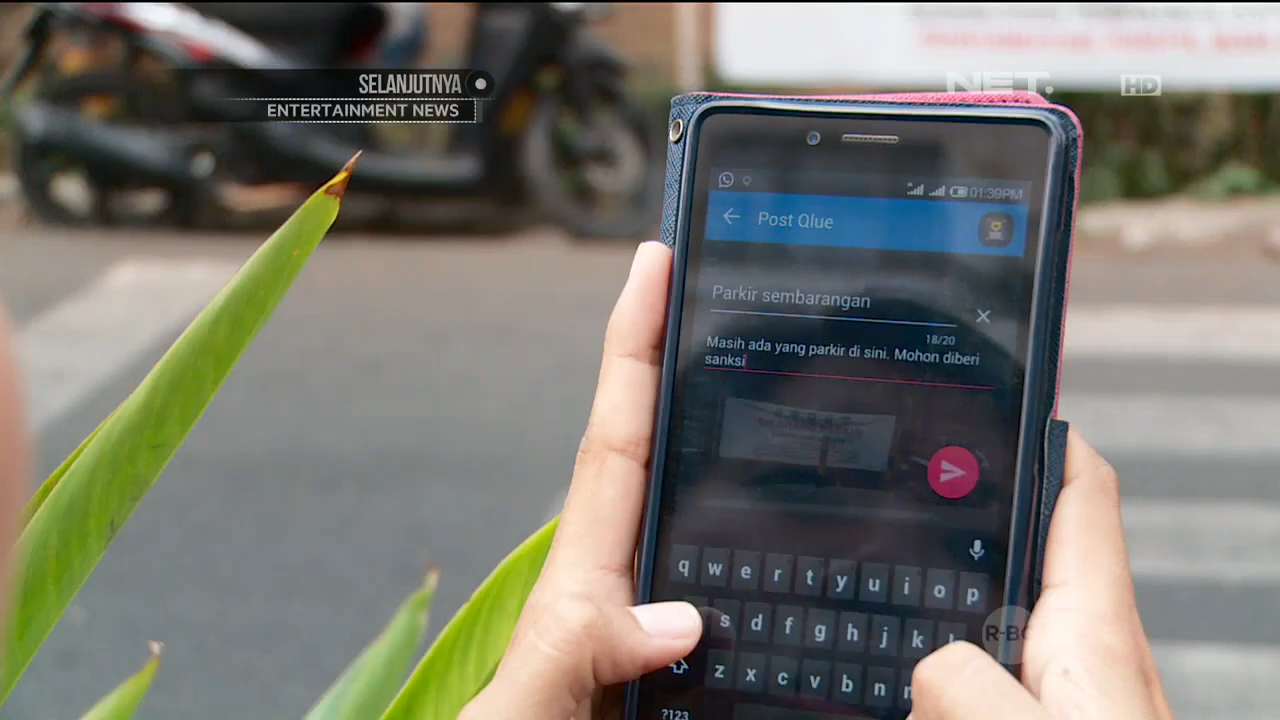 SELANJUTNYA
ENTERTAINMENT NEWS
NET.
HD
01:39PM
Post Qlue
Parkir sembarangan
18/20
Masih ada yang parkir di sini. Mohon diberi
sanksi
q w e r t y u i o p
s d f g h j k
z x c v b n
?123